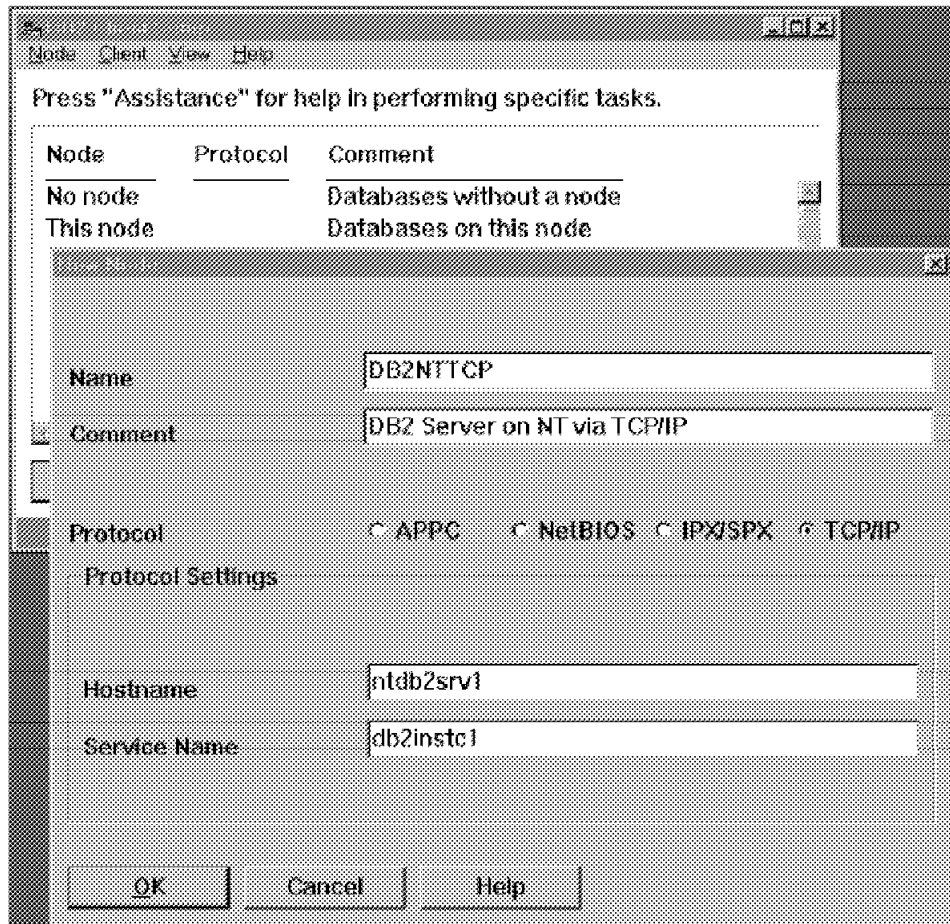 Node Client View Help
Press "Assistance" for help in performing specific tasks.
Node Protocol Comment
No node Databases without a node
This node Databases on this node
New Node
Name DB2NTTCP
Comment DB2 Server on NT via TCP/IP
Protocol APPC NetBIOS IPX/SPX TCP/IP
Protocol Settings
Hostname ntdb2srv1
Service Name db2instc1
OK Cancel Help